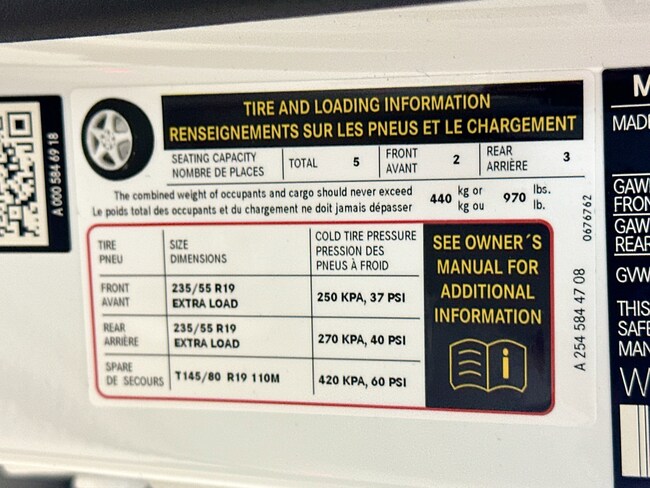 TIRE AND LOADING INFORMATION
RENSEIGNEMENTS SUR LES PNEUS ET LE CHARGEMENT
SEATING CAPACITY
NOMBRE DE PLACES
TOTAL 5
FRONT
AVANT
2
REAR
ARRIÈRE
3
The combined weight of occupants and cargo should never exceed
Le poids total des occupants et du chargement ne doit jamais dépasser
440 kg or
kg ou
970 lbs.
lb.
TIRE
PNEU
SIZE
DIMENSIONS
COLD TIRE PRESSURE
PRESSION DES
PNEUS À FROID
FRONT
AVANT
235/55 R19
EXTRA LOAD
250 KPA, 37 PSI
REAR
ARRIÈRE
235/55 R19
EXTRA LOAD
270 KPA, 40 PSI
SPARE
DE SECOURS
T145/80 R19 110M
420 KPA, 60 PSI
SEE OWNER´S
MANUAL FOR
ADDITIONAL
INFORMATION
i
A 000 584 69 18
0676762
A 254 584 47 08
M
MADE
GAW
FRON
GAW
REAR
GVW
THIS
SAFE
MAN
W